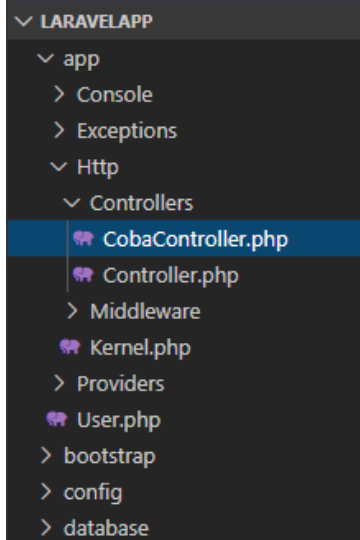 LARAVELAPP
app
Console
Exceptions
Http
Controllers
CobaController.php
Controller.php
Middleware
Kernel.php
Providers
User.php
bootstrap
config
database